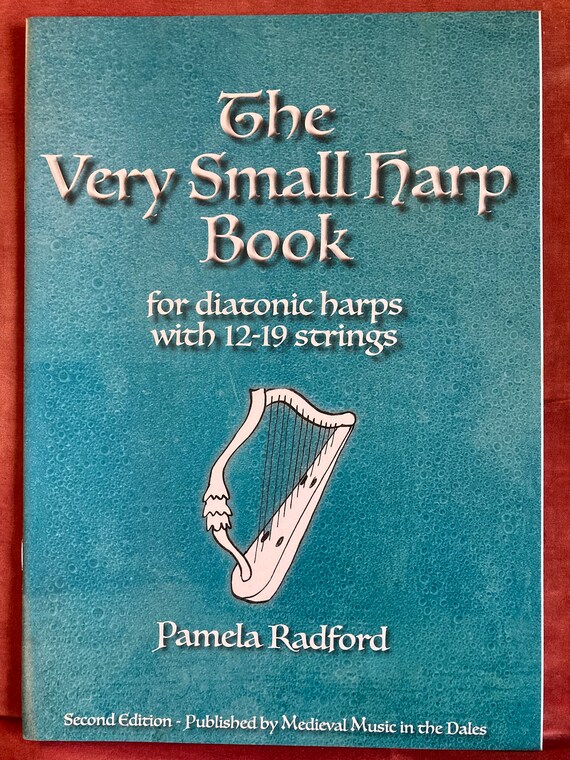 The
Very Small Harp
Book
for diatonic harps
with 12-19 strings
Pamela Radford
Second Edition - Published by Medieval Music in the Dales